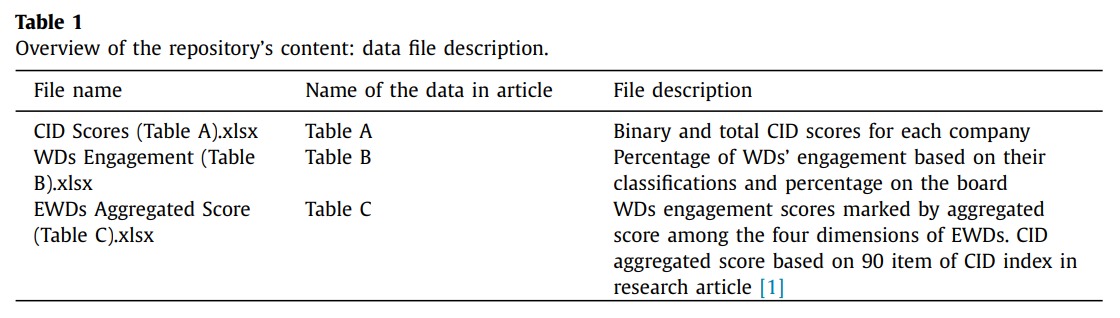 Table 1
Overview of the repository's content: data file description.
File name Name of the data in article File description
CID Scores (Table A).xlsx Table A Binary and total CID scores for each company
WDs Engagement (Table Table B Percentage of WDs' engagement based on their
B).xlsx classifications and percentage on the board
EWDs Aggregated Score Table C WDs engagement scores marked by aggregated
(Table C).xlsx score among the four dimensions of EWDs. CID
aggregated score based on 90 item of CID index in
research article [1]